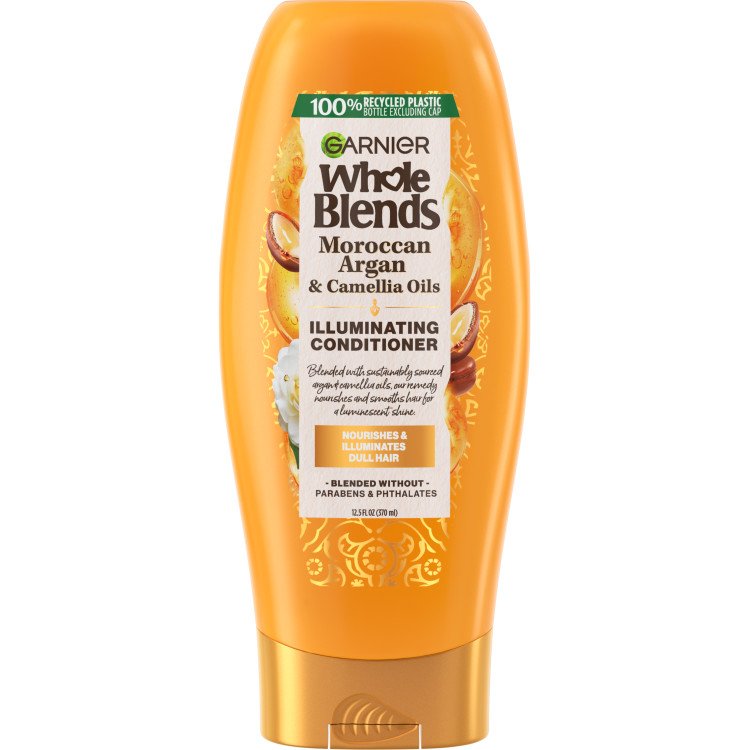 100% RECYCLED PLASTIC
BOTTLE EXCLUDING CAP
GARNIER
Whole
Blends
Moroccan
Argan
& Camellia Oils
ILLUMINATING
CONDITIONER
Blended with sustainably sourced
argan & camellia oils, our remedy
nourishes and smooths hair for
a luminescent shine.
NOURISHES &
ILLUMINATES
DULL HAIR
- BLENDED WITHOUT -
PARABENS & PHTHALATES
12.5 FL OZ (370 ml)